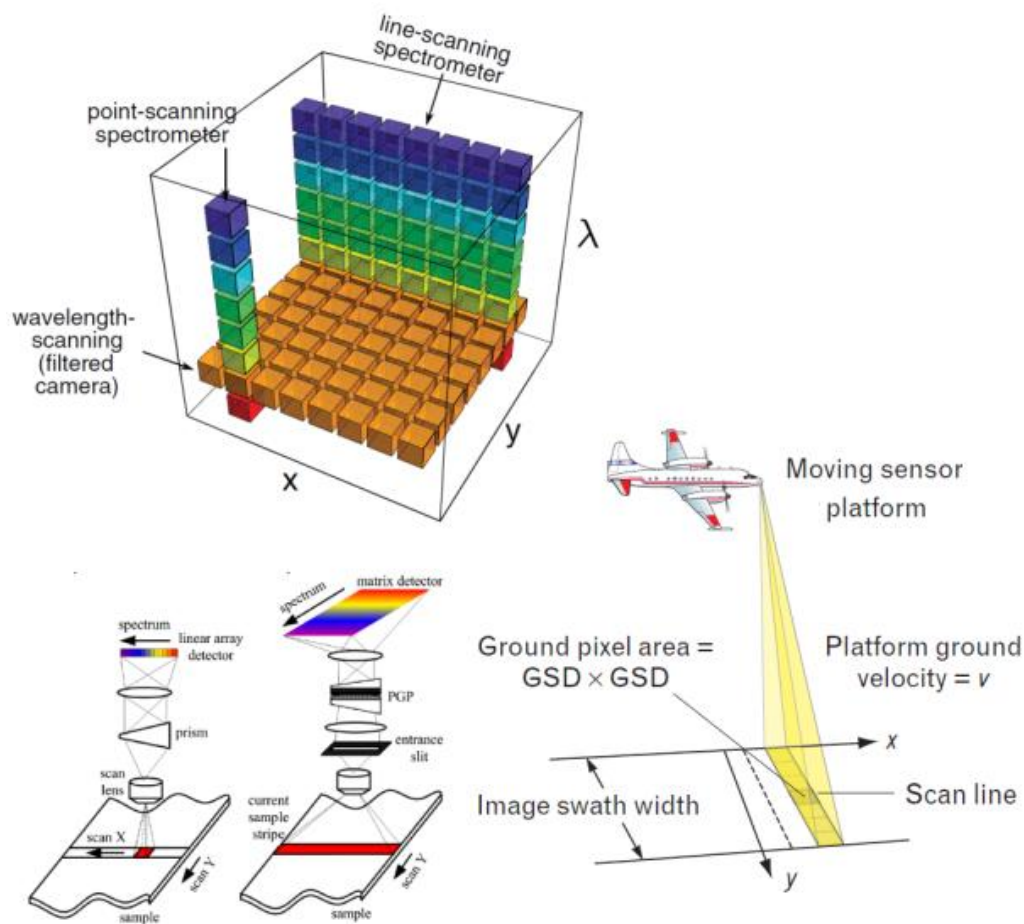 line-scanning
spectrometer
point-scanning
spectrometer
λ
wavelength-
scanning
(filtered
camera)
x
y
Moving sensor
platform
Ground pixel area =
GSD × GSD
Platform ground
velocity = v
x
Scan line
Image swath width
y
spectrum
linear array
detector
prism
scan
lens
scan X
scan Y
sample
spectrum
matrix detector
PGP
entrance
slit
current
sample
stripe
scan Y
sample